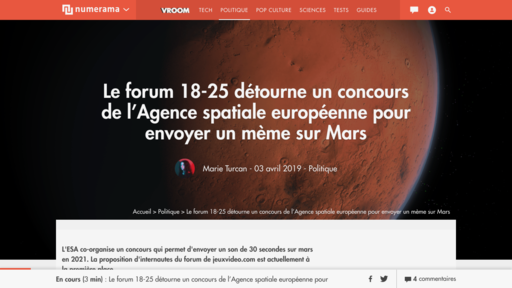 numerama
VROOM TECH POLITIQUE POP CULTURE SCIENCES TESTS GUIDES
Le forum 18-25 détourne un concours
de l'Agence spatiale européenne pour
envoyer un mème sur Mars
Marie Turcan - 03 avril 2019 - Politique
Accueil > Politique > Le forum 18-25 détourne un concours de l'Agence spatiale européenne pour envoyer un mème sur Mars
L'ESA co-organise un concours qui permet d'envoyer un son de 30 secondes sur mars
en 2021. La proposition d'internautes du forum de jeuxvideo.com est actuellement à
la première place.
En cours (3 min) : Le forum 18-25 détourne un concours de l'Agence spatiale européenne pour
4 commentaires